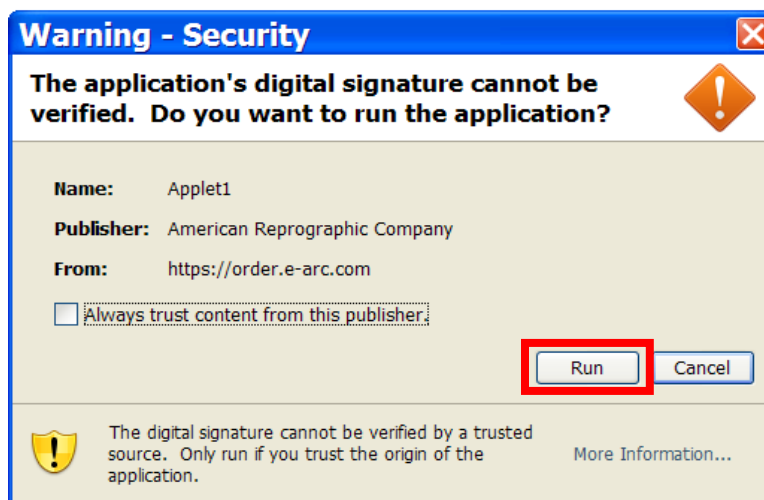 Warning - Security
The application's digital signature cannot be
verified.  Do you want to run the application?
Name: Applet1
Publisher: American Reprographic Company
From: https://order.e-arc.com
Always trust content from this publisher.
Run Cancel
The digital signature cannot be verified by a trusted
source.  Only run if you trust the origin of the
application.
More Information...